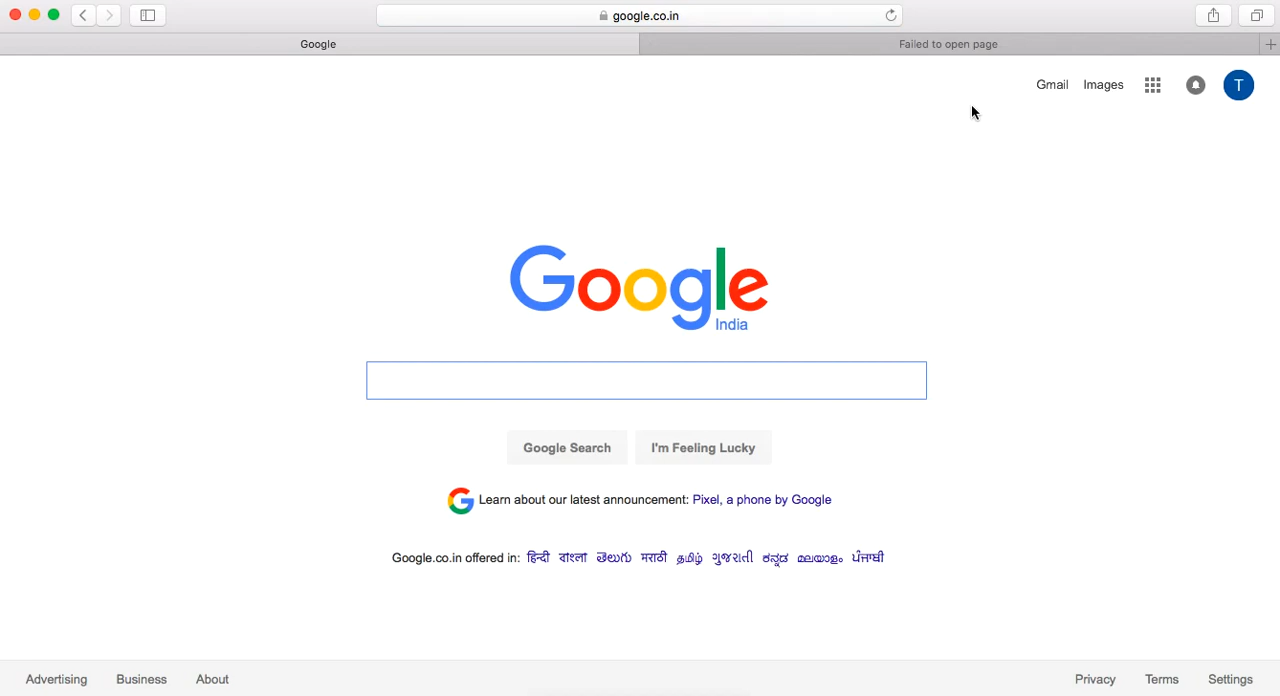 google.co.in
Google
Failed to open page
Gmail Images
T
Google
India
Google Search I'm Feeling Lucky
G Learn about our latest announcement: Pixel, a phone by Google
Google.co.in offered in: हिन्दी বাংলা తెలుగు मराठी தமிழ் ગુજરાતી ಕನ್ನಡ മലയാളം ਪੰਜਾਬੀ
Advertising Business About Privacy Terms Settings